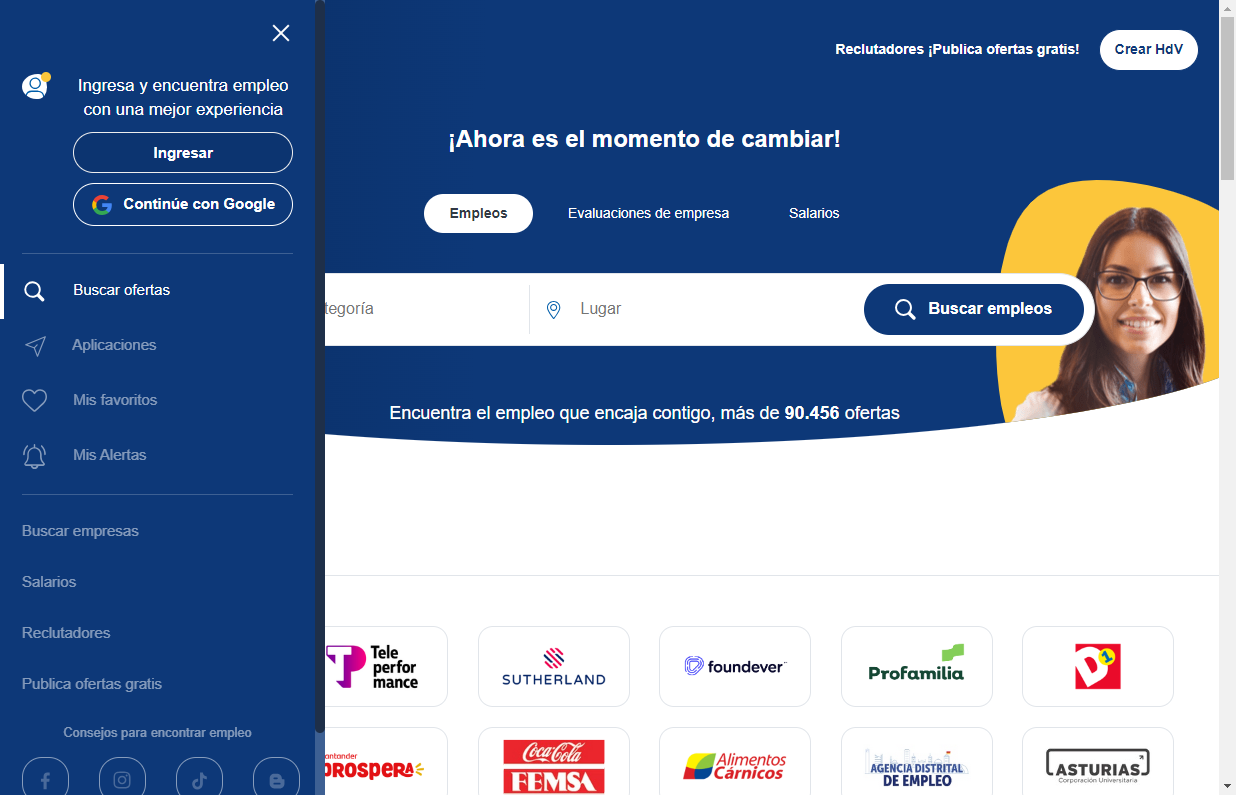 Ingresa y encuentra empleo
con una mejor experiencia
Ingresar
Continúe con Google
Buscar ofertas
Aplicaciones
Mis favoritos
Mis Alertas
Buscar empresas
Salarios
Reclutadores
Publica ofertas gratis
Consejos para encontrar empleo
Reclutadores ¡Publica ofertas gratis!
Crear HdV
¡Ahora es el momento de cambiar!
Empleos
Evaluaciones de empresa
Salarios
tegoría
Lugar
Buscar empleos
Encuentra el empleo que encaja contigo, más de 90.456 ofertas
Tele
perfor
mance
SUTHERLAND
foundever
Profamilia
D1
santander
prospera
Coca-Cola
FEMSA
Alimentos
Cárnicos
AGENCIA DISTRITAL
DE EMPLEO
ASTURIAS
Corporación Universitaria